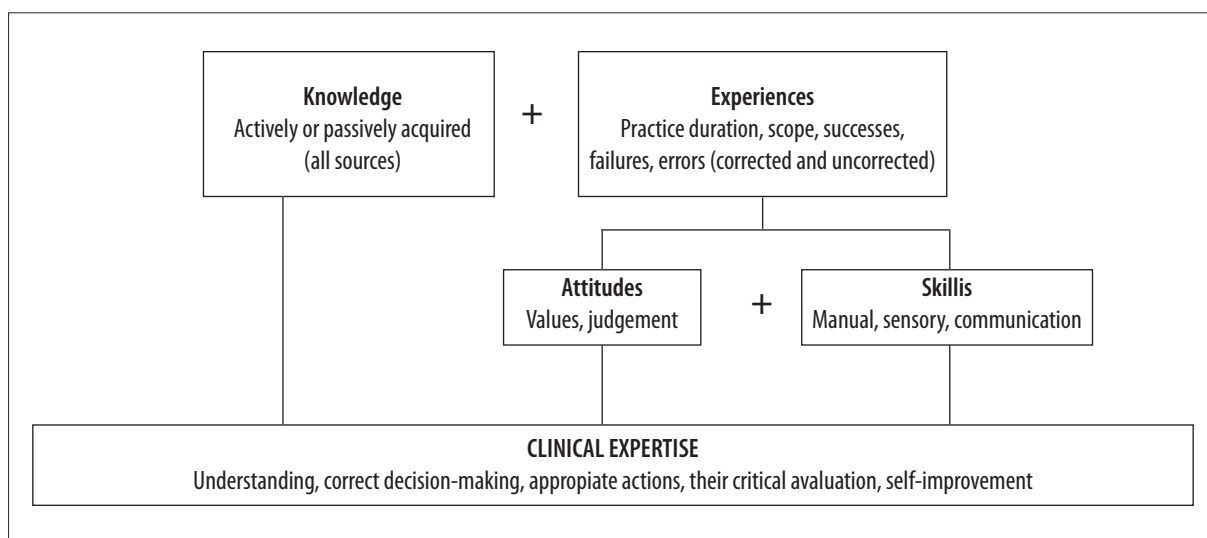 Knowledge
Actively or passively acquired
(all sources)
+
Experiences
Practice duration, scope, successes,
failures, errors (corrected and uncorrected)
Attitudes
Values, judgement
+
Skillis
Manual, sensory, communication
CLINICAL EXPERTISE
Understanding, correct decision-making, appropiate actions, their critical avaluation, self-improvement